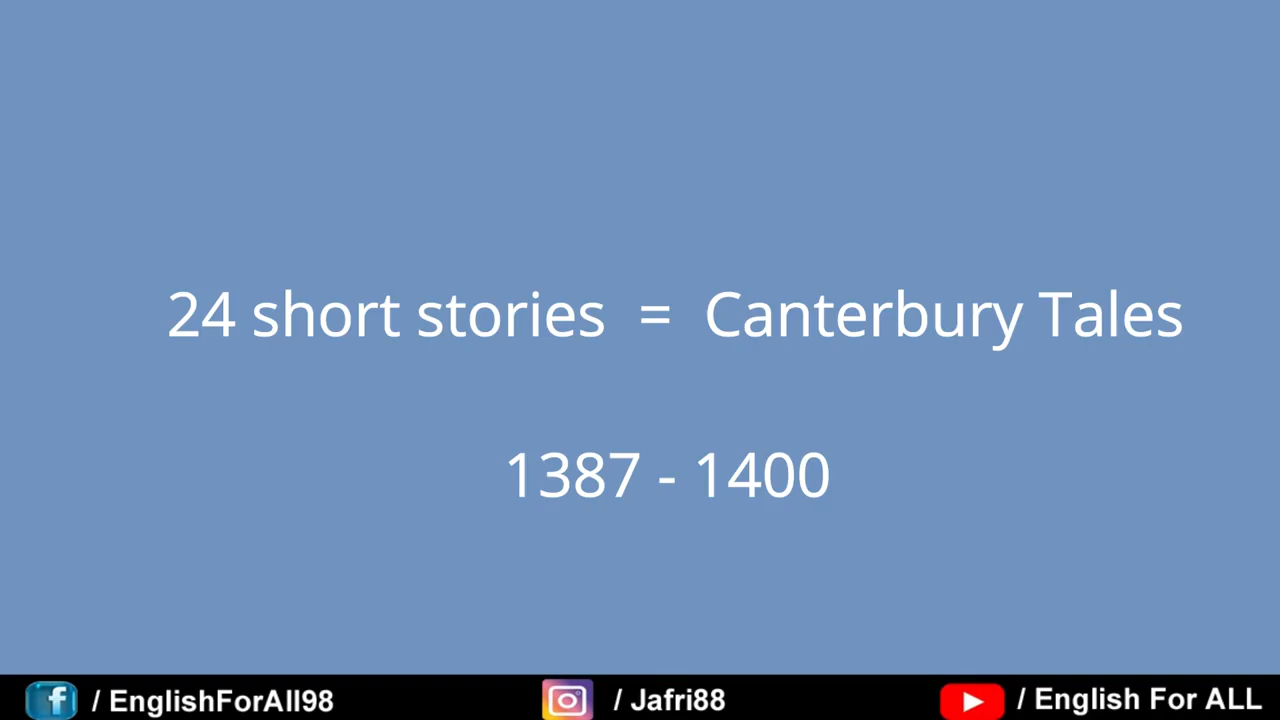 24 short stories = Canterbury Tales
1387 - 1400
/ EnglishForAll98 / Jafri88 / English For ALL